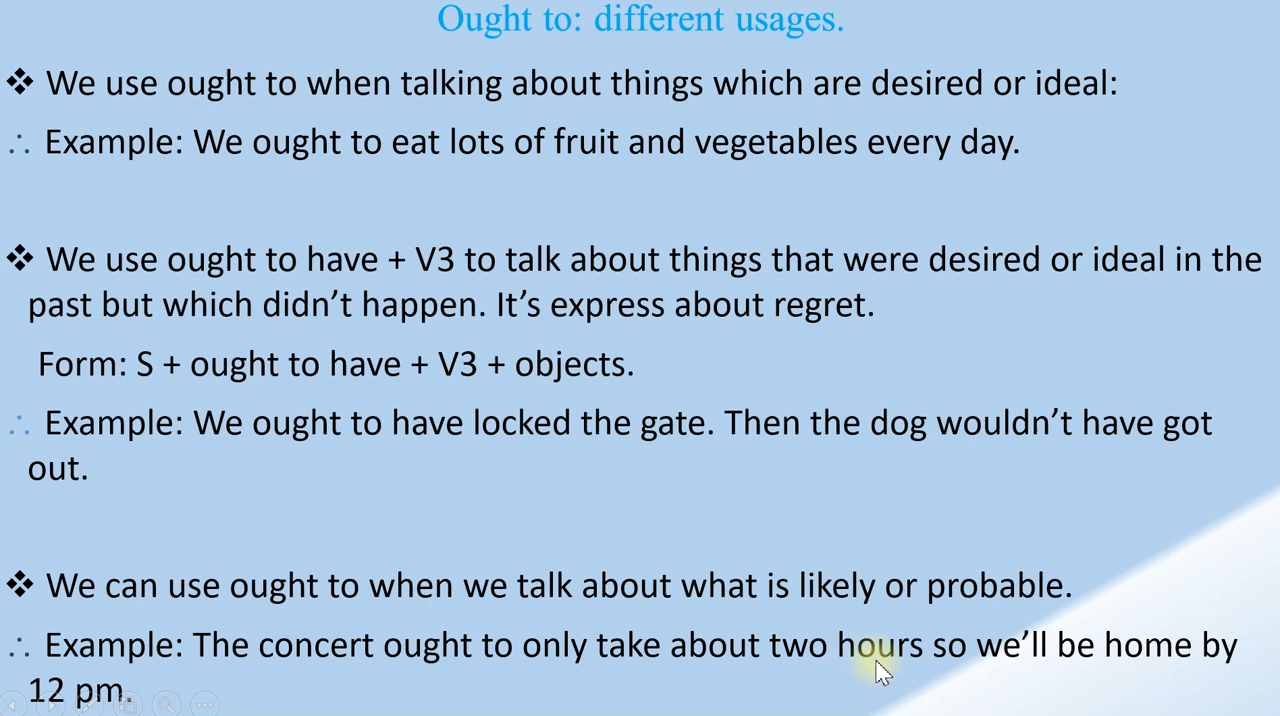 Ought to: different usages.
❖ We use ought to when talking about things which are desired or ideal:
∴ Example: We ought to eat lots of fruit and vegetables every day.
❖ We use ought to have + V3 to talk about things that were desired or ideal in the
past but which didn’t happen. It’s express about regret.
Form: S + ought to have + V3 + objects.
∴ Example: We ought to have locked the gate. Then the dog wouldn’t have got
out.
❖ We can use ought to when we talk about what is likely or probable.
∴ Example: The concert ought to only take about two hours so we’ll be home by
12 pm.